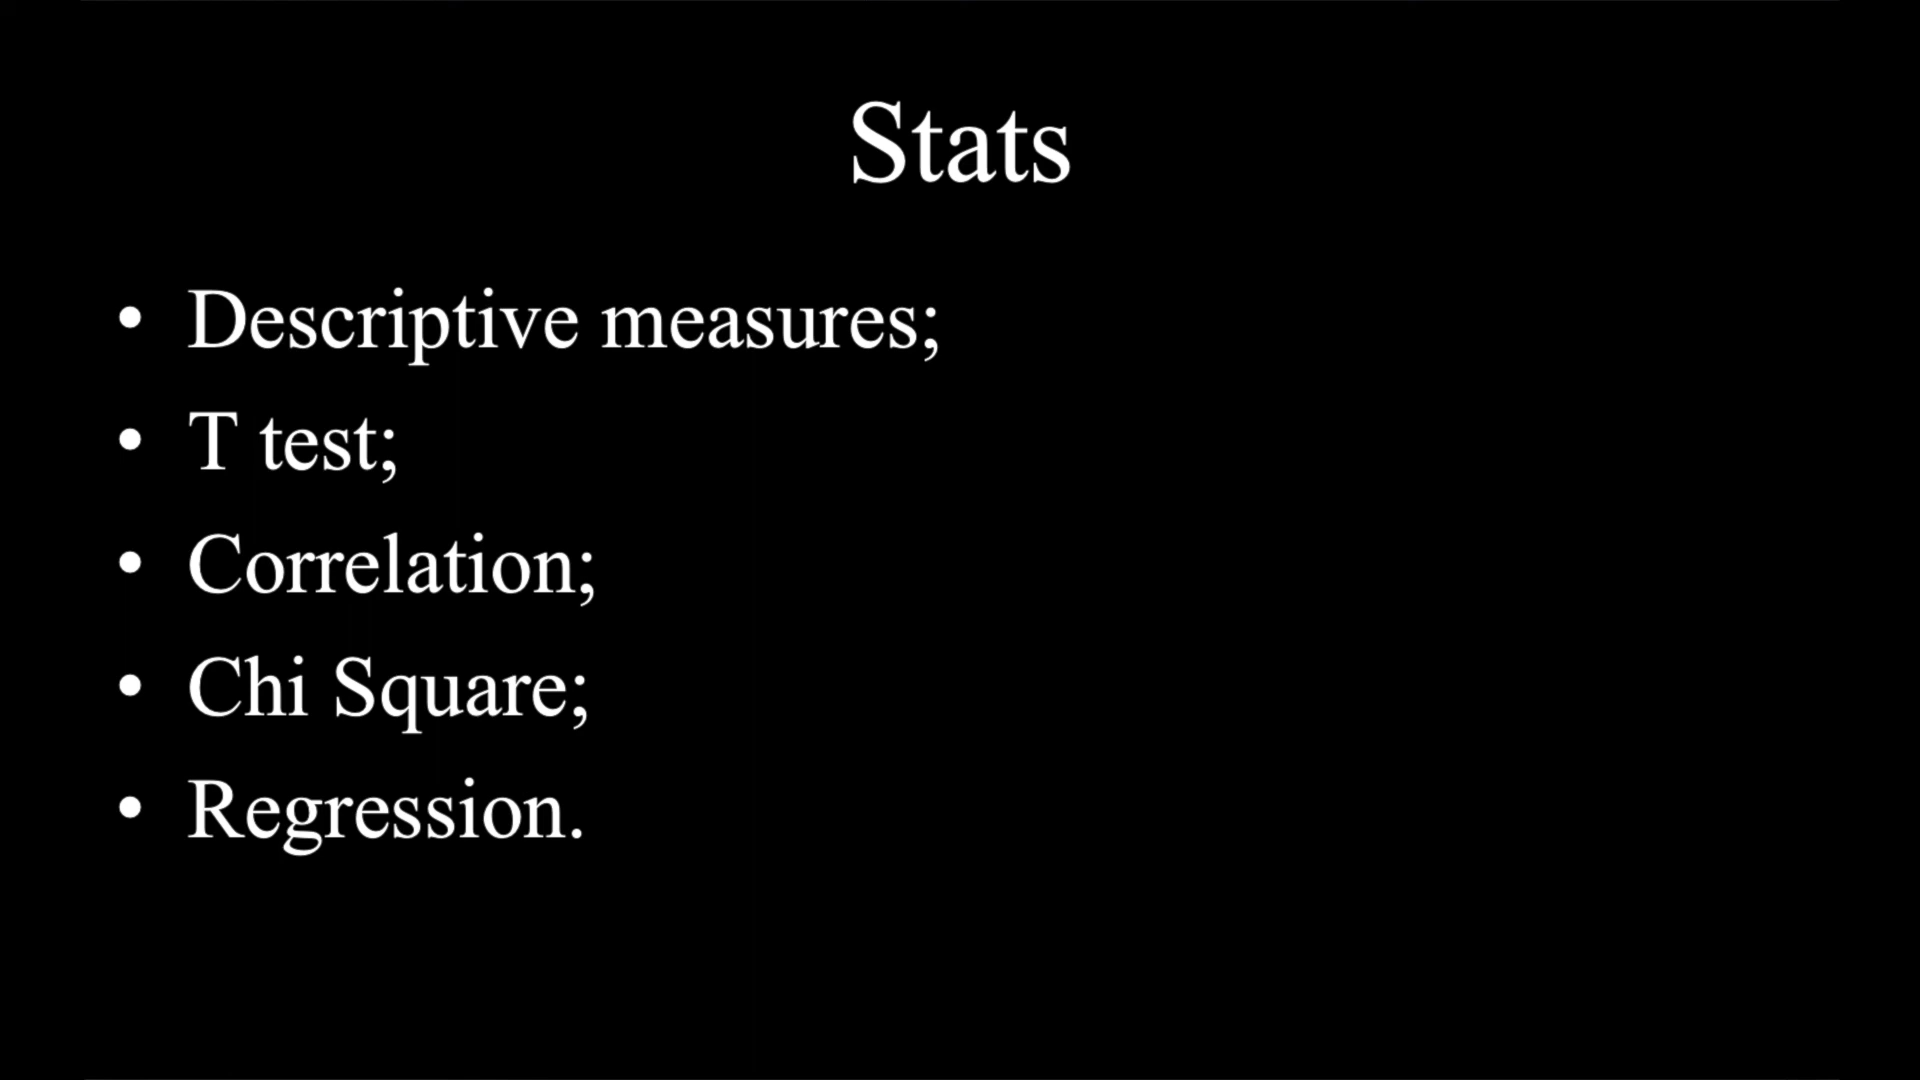 Stats
• Descriptive measures;
• T test;
• Correlation;
• Chi Square;
• Regression.